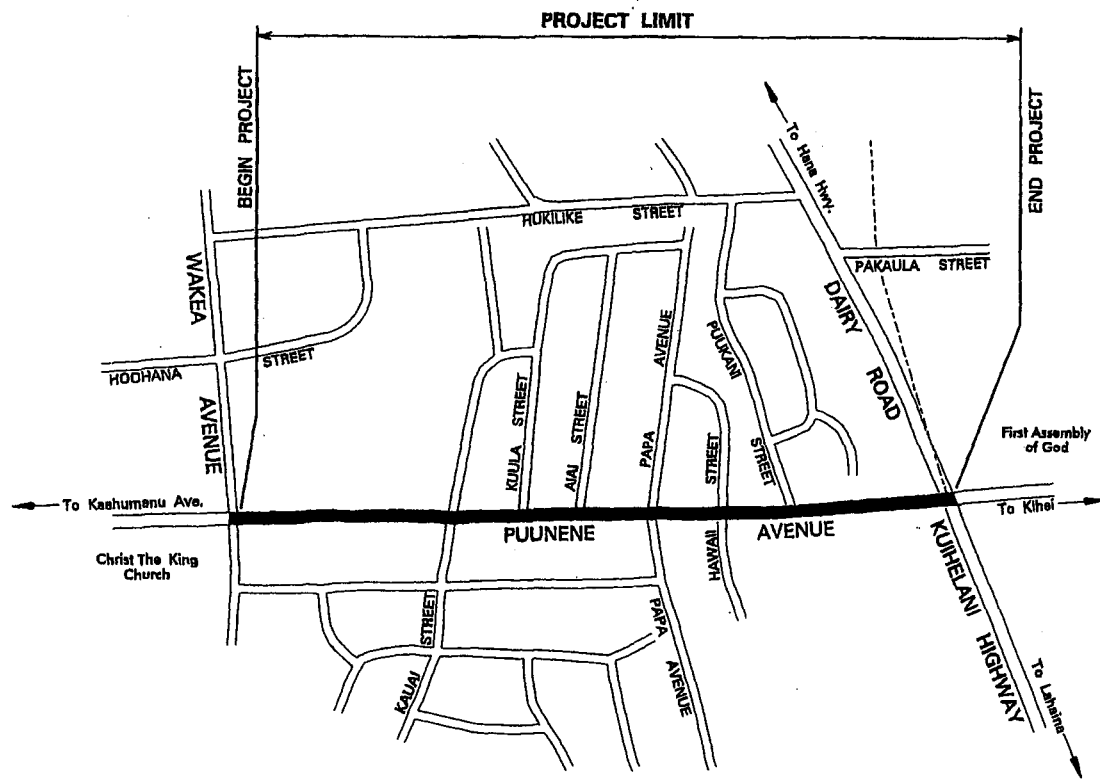 PROJECT LIMIT
BEGIN PROJECT
END PROJECT
To Hana Hwy.
HUKILIKE STREET
WAKEA
AVENUE
PAKAULA STREET
DAIRY
ROAD
HOOHANA STREET
KUULA STREET
AIAI STREET
PAPA AVENUE
PUUKANI
STREET
HAWAII STREET
First Assembly
of God
To Kaahumanu Ave.
To Kihei
PUUNENE AVENUE
Christ The King
Church
KAUAI STREET
PAPA
AVENUE
KUIHELANI HIGHWAY
To Lahaina